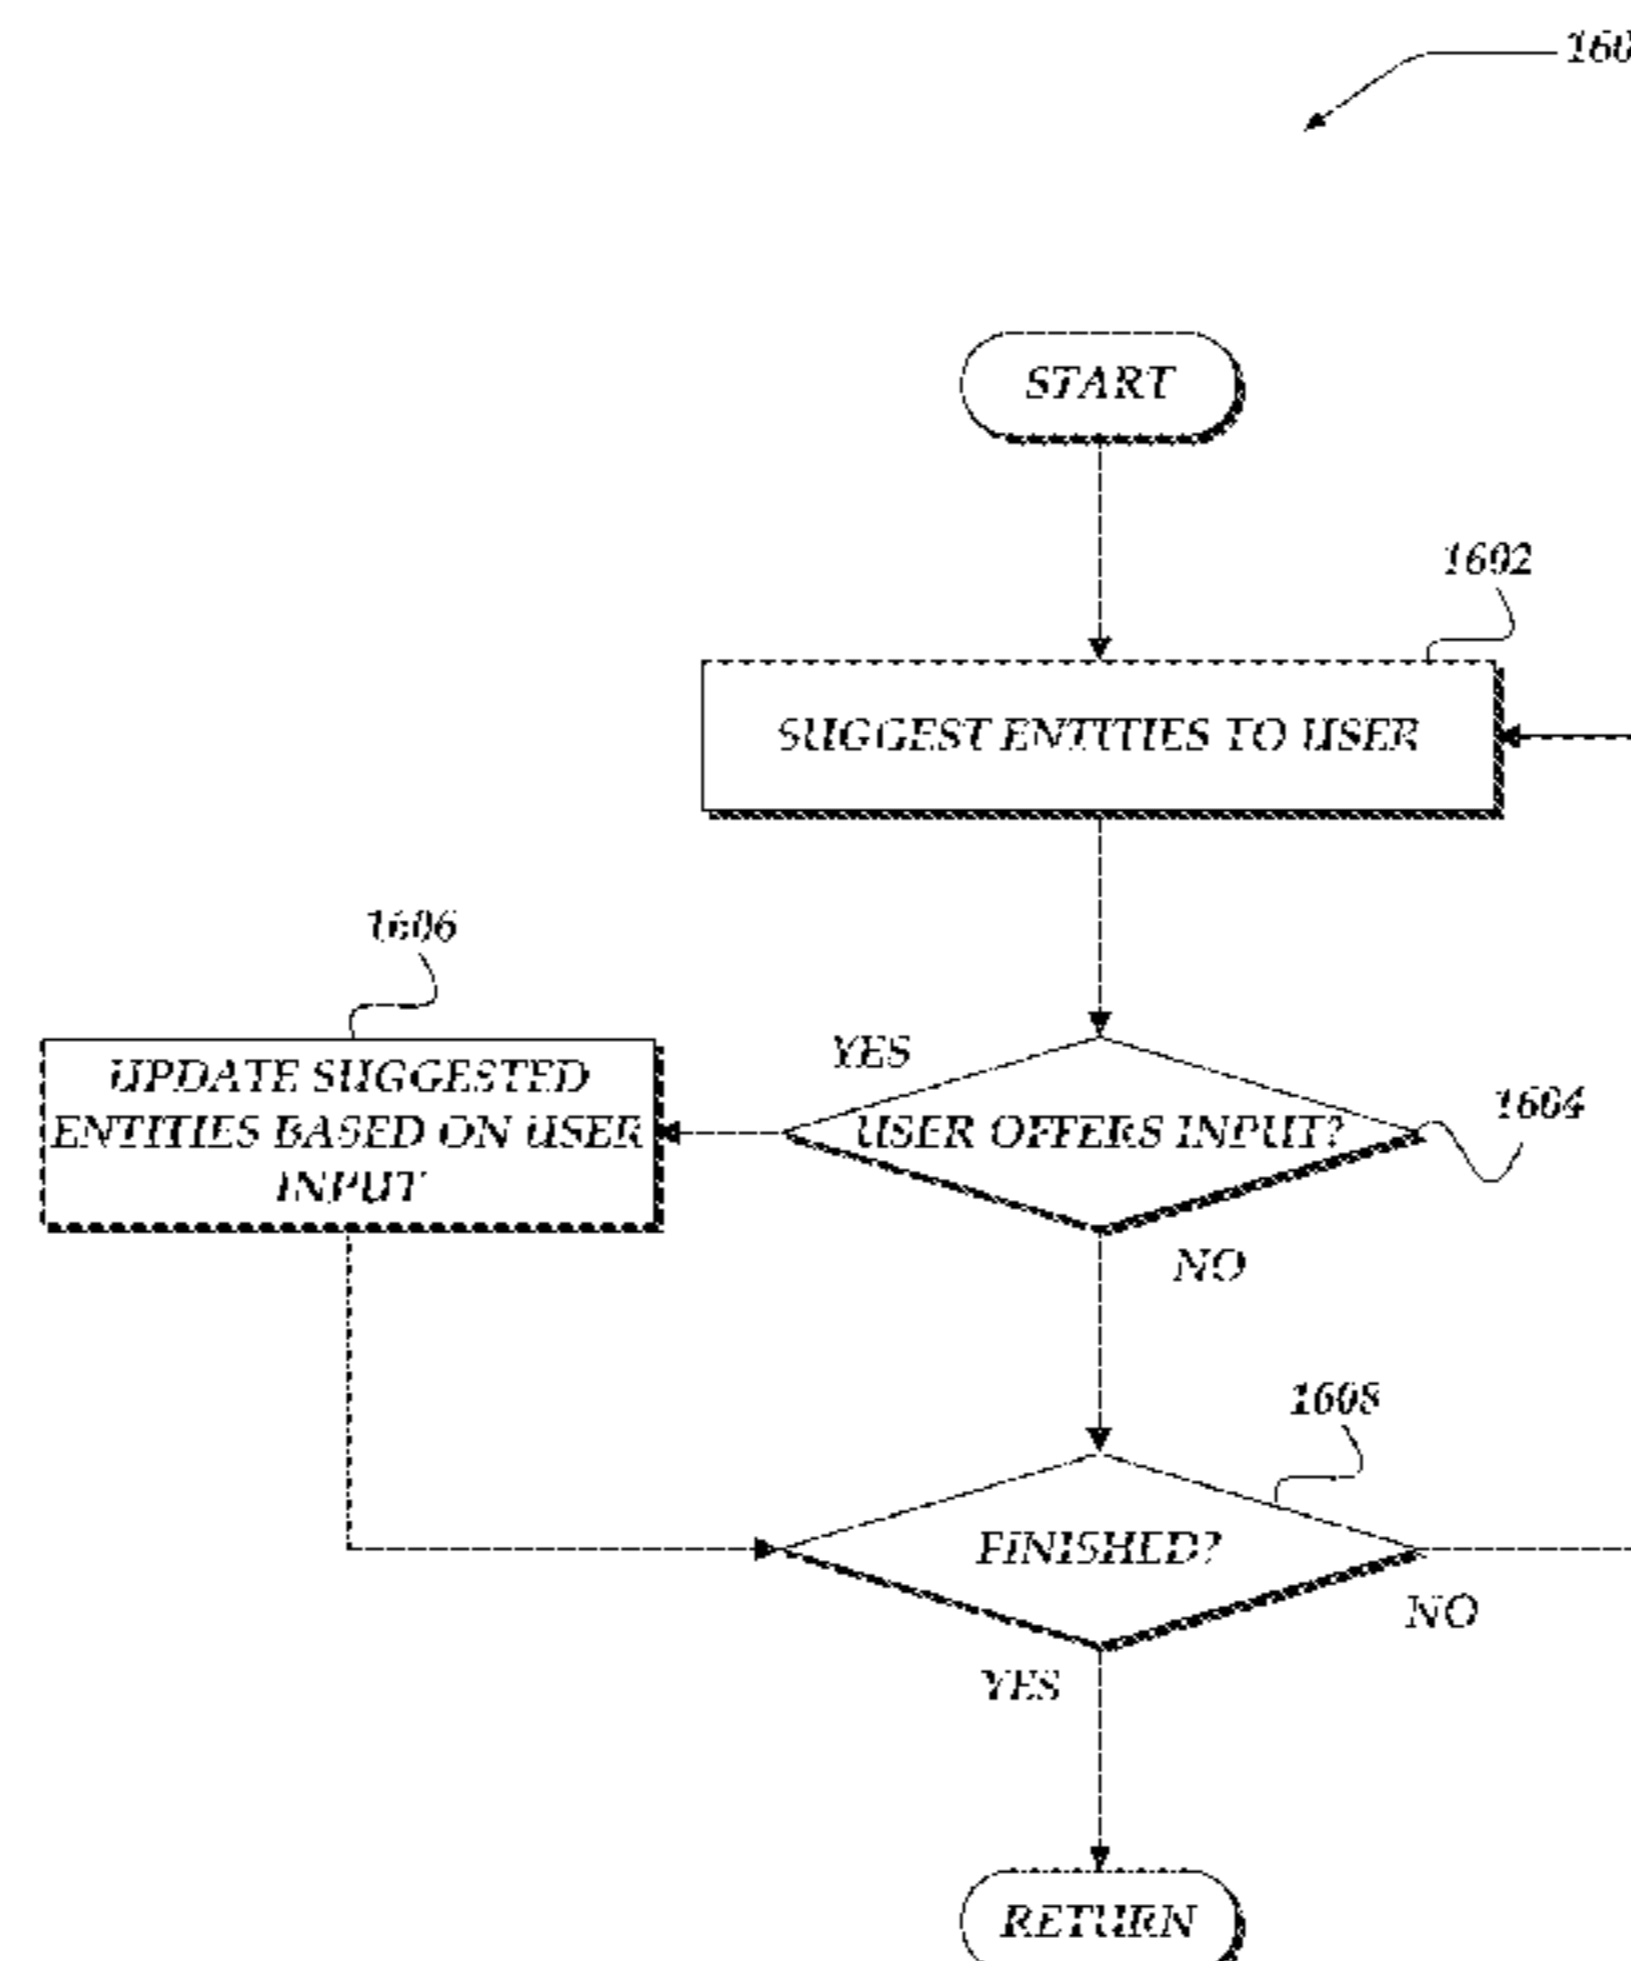 160
START
1602
SUGGEST ENTITIES TO USER
1606
YES
UPDATE SUGGESTED
ENTITIES BASED ON USER
INPUT
USER OFFERS INPUT?
1604
NO
1608
FINISHED?
NO
YES
RETURN